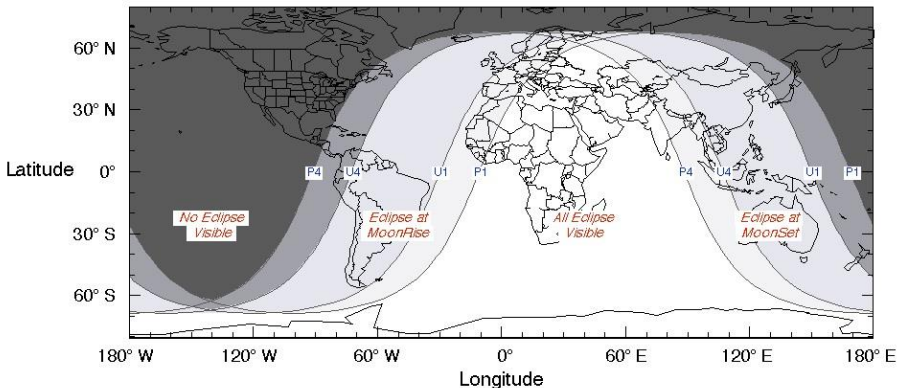 60° N
30° N
Latitude
0°
30° S
60° S
P4
U4
U1
P1
P4
U4
U1
P1
No Eclipse
Visible
Eclipse at
MoonRise
All Eclipse
Visible
Eclipse at
MoonSet
180° W
120° W
60° W
0°
60° E
120° E
180° E
Longitude